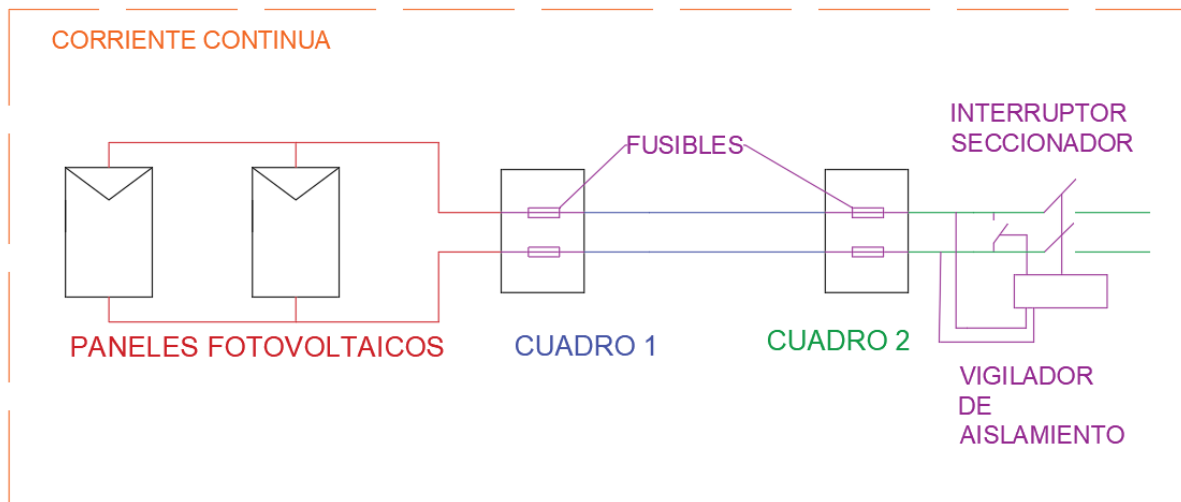 CORRIENTE CONTINUA
INTERRUPTOR
SECCIONADOR
FUSIBLES
PANELES FOTOVOLTAICOS
CUADRO 1
CUADRO 2
VIGILADOR
DE
AISLAMIENTO